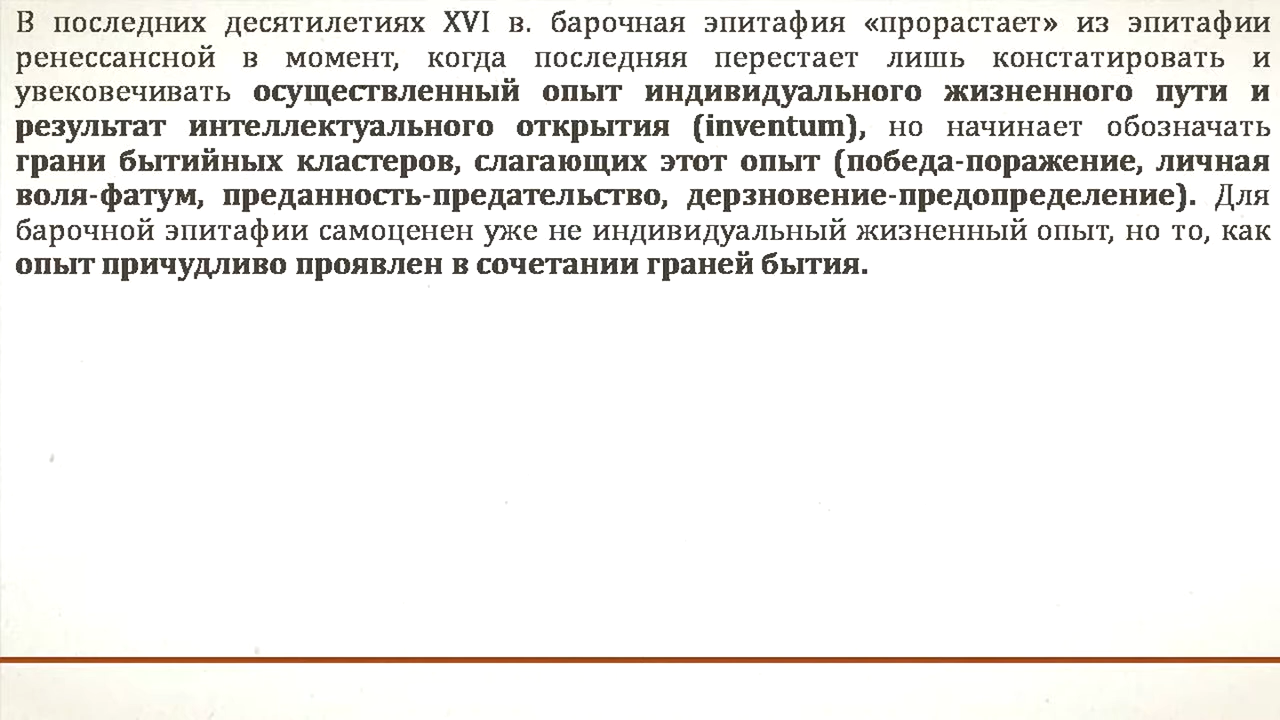 В последних десятилетиях XVI в. барочная эпитафия «прорастает» из эпитафии
ренессансной в момент, когда последняя перестает лишь констатировать и
увековечивать осуществленный опыт индивидуального жизненного пути и
результат интеллектуального открытия (inventum), но начинает обозначать
грани бытийных кластеров, слагающих этот опыт (победа-поражение, личная
воля-фатум, преданность-предательство, дерзновение-предопределение). Для
барочной эпитафии самоценен уже не индивидуальный жизненный опыт, но то, как
опыт причудливо проявлен в сочетании граней бытия.